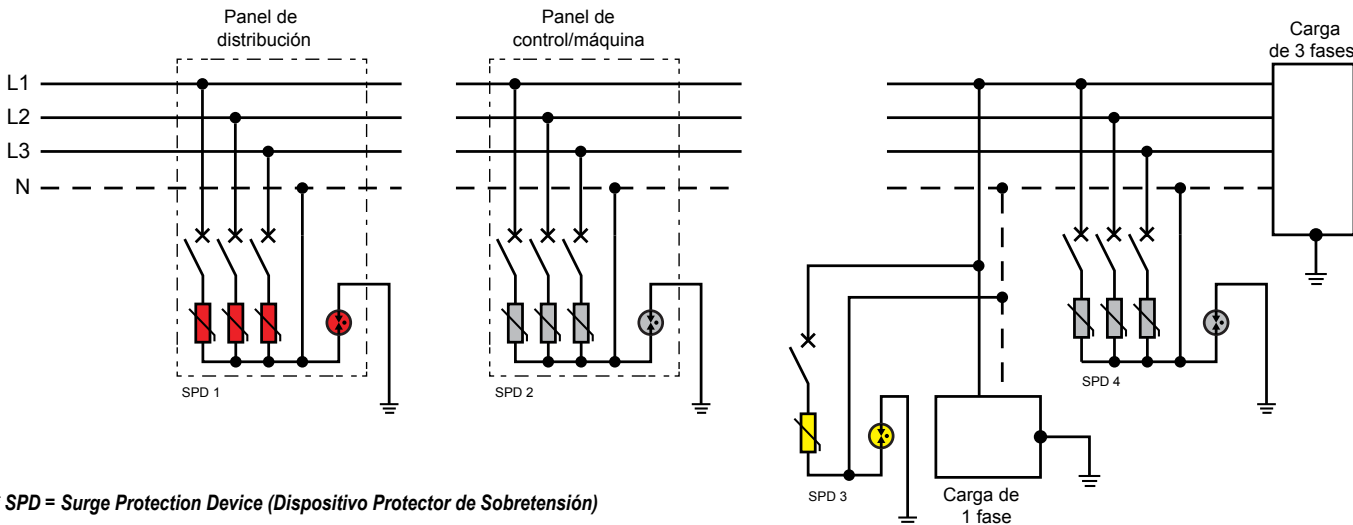 Panel de
distribución
Panel de
control/máquina
Carga
de 3 fases
L1
L2
L3
N
SPD 1
SPD 2
SPD 4
SPD 3
Carga de
1 fase
SPD = Surge Protection Device (Dispositivo Protector de Sobretensión)